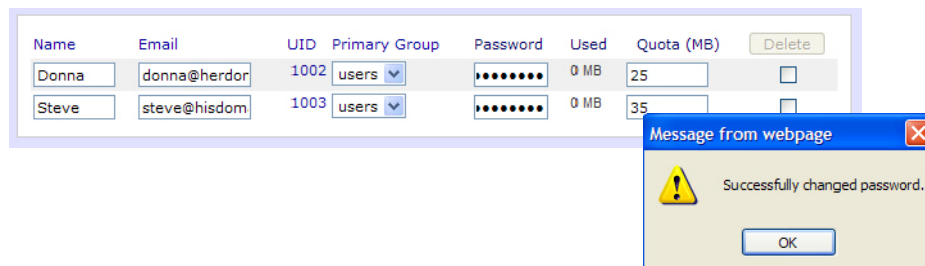 Name Email UID Primary Group Password Used Quota (MB) Delete
Donna donna@herdor 1002 users •••••••• 0 MB 25
Steve steve@hisdom 1003 users •••••••• 0 MB 35
Message from webpage
Successfully changed password.
OK